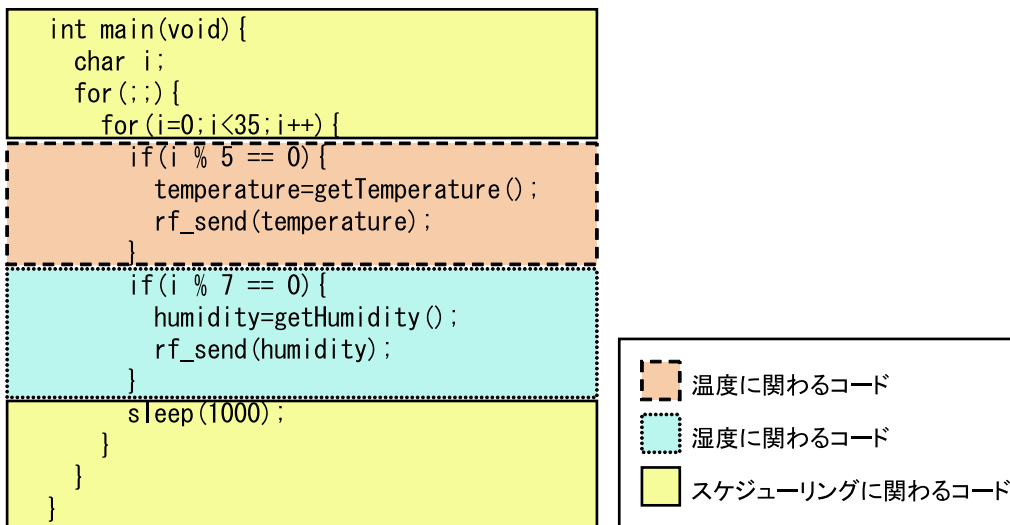 int main(void){
char i;
for(;;){
for(i=0;i<35;i++){
if(i % 5 == 0){
temperature=getTemperature();
rf_send(temperature);
}
if(i % 7 == 0){
humidity=getHumidity();
rf_send(humidity);
}
sleep(1000);
}
}
}
温度に関わるコード
湿度に関わるコード
スケジューリングに関わるコード